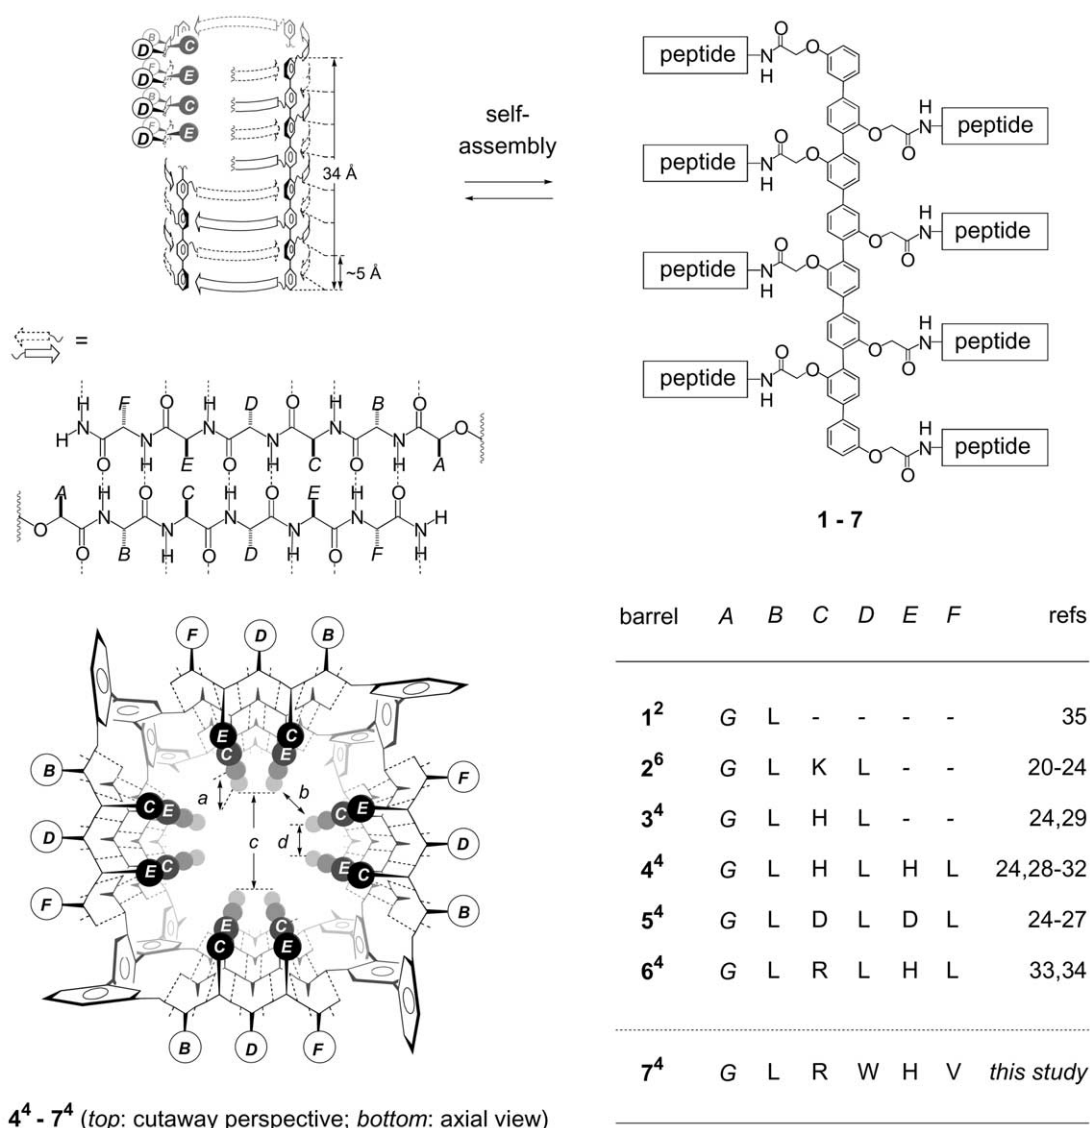 B
D C
F
D E
B
D C
F
D E
34 Å
~5 Å
self-
assembly
peptide
peptide
peptide
peptide
peptide
peptide
peptide
peptide
N
H
O
O
H
N
O
O
N
H
O
O
H
N
O
O
N
H
O
O
H
N
O
O
N
H
O
O
H
N
O
O
1 - 7
=
H F O H D O H B O
H N N N N N O
O H E O H C O H A
A H O C H O H E H O
O N N N N N N H
O B H O D H O F H
F D B
E C
C E
B F
C E a b C E
D D
E C c d E C
F B
E C
C E
B D F
4⁴ - 7⁴ (top: cutaway perspective; bottom: axial view)
barrel A B C D E F refs
1² G L - - - - 35
2⁶ G L K L - - 20-24
3⁴ G L H L - - 24,29
4⁴ G L H L H L 24,28-32
5⁴ G L D L D L 24-27
6⁴ G L R L H L 33,34
7⁴ G L R W H V this study